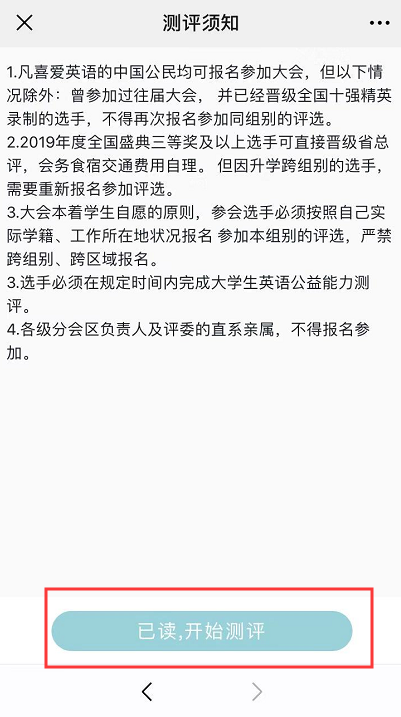 测评须知
1.凡喜爱英语的中国公民均可报名参加大会，但以下情
况除外：曾参加过往届大会， 并已经晋级全国十强精英
录制的选手，不得再次报名参加同组别的评选。
2.2019年度全国盛典三等奖及以上选手可直接晋级省总
评，会务食宿交通费用自理。 但因升学跨组别的选手，
需要重新报名参加评选。
3.大会本着学生自愿的原则，参会选手必须按照自己实
际学籍、工作所在地状况报名 参加本组别的评选，严禁
跨组别、跨区域报名。
3.选手必须在规定时间内完成大学生英语公益能力测
评。
4.各级分会区负责人及评委的直系亲属，不得报名参
加。
已读,开始测评